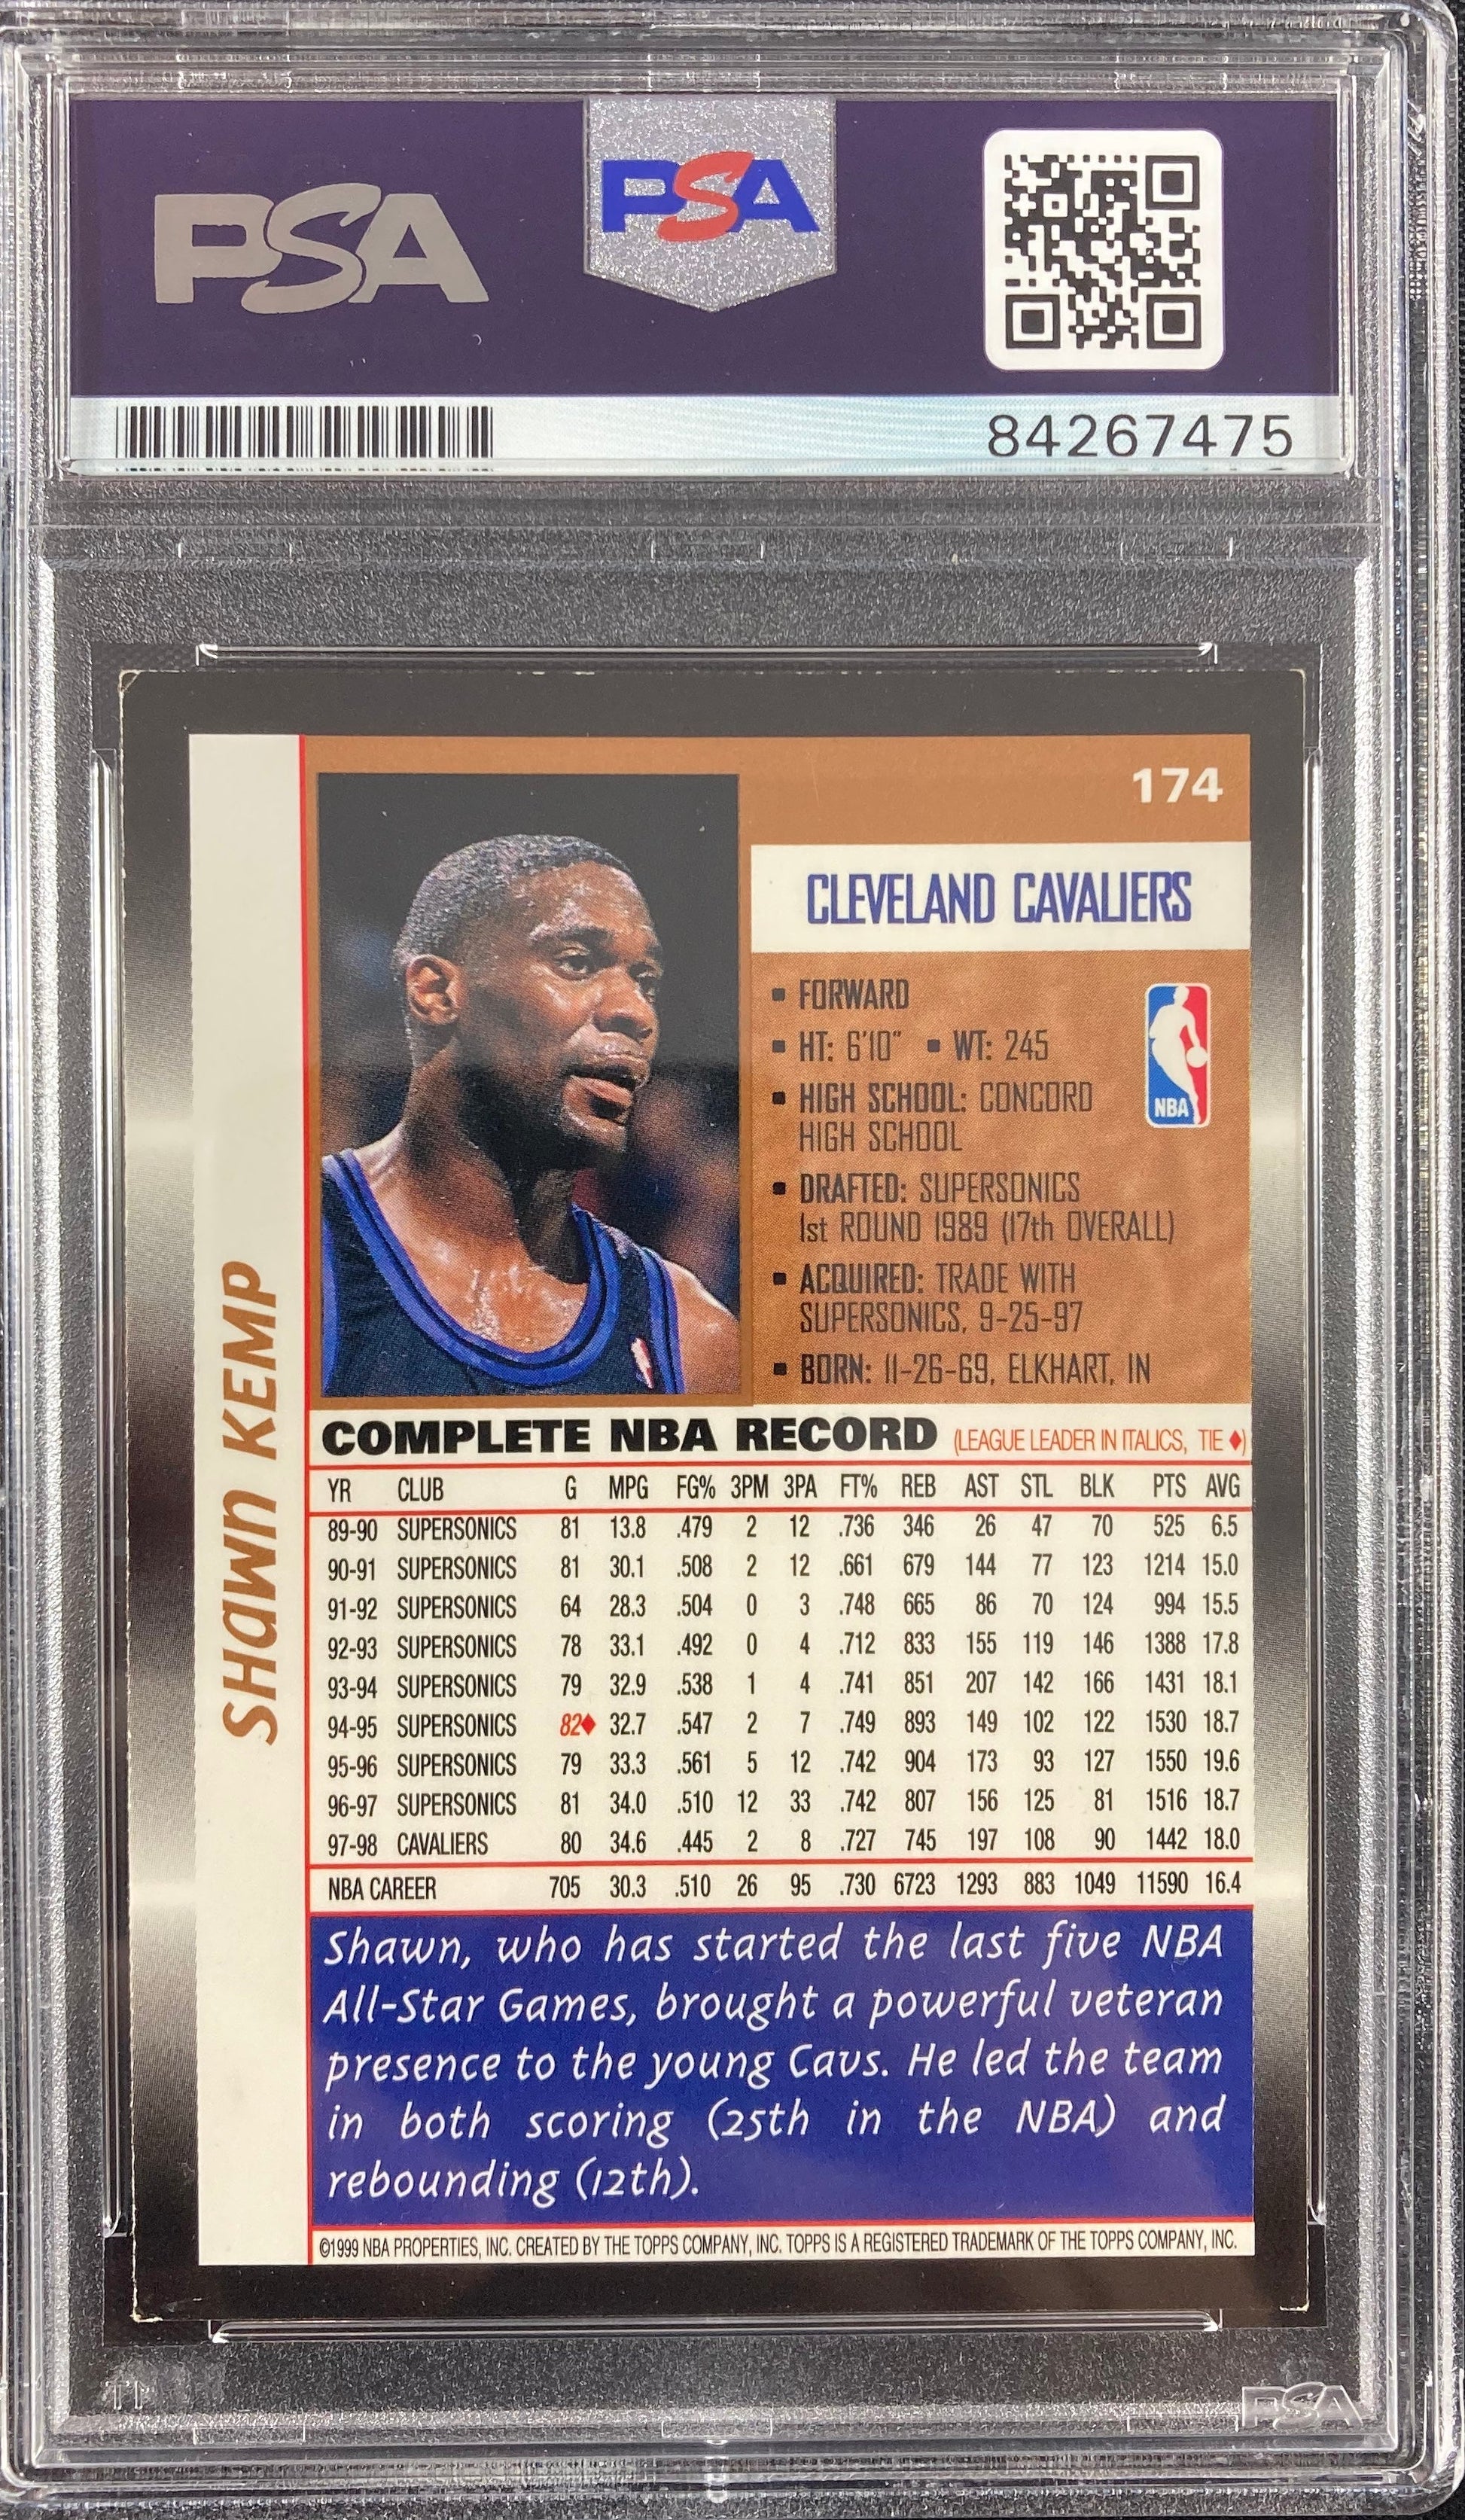 PSA
PSA
84267475
174
CLEVELAND CAVALIERS
▪ FORWARD
▪ HT: 6'10" ▪ WT: 245
▪ HIGH SCHOOL: CONCORD
HIGH SCHOOL
▪ DRAFTED: SUPERSONICS
1st ROUND 1989 (17th OVERALL)
▪ ACQUIRED: TRADE WITH
SUPERSONICS, 9-25-97
▪ BORN: 11-26-69, ELKHART, IN
NBA
SHAWN KEMP
COMPLETE NBA RECORD (LEAGUE LEADER IN ITALICS, TIE ♦)
YR CLUB G MPG FG% 3PM 3PA FT% REB AST STL BLK PTS AVG
89-90 SUPERSONICS 81 13.8 .479 2 12 .736 346 26 47 70 525 6.5
90-91 SUPERSONICS 81 30.1 .508 2 12 .661 679 144 77 123 1214 15.0
91-92 SUPERSONICS 64 28.3 .504 0 3 .748 665 86 70 124 994 15.5
92-93 SUPERSONICS 78 33.1 .492 0 4 .712 833 155 119 146 1388 17.8
93-94 SUPERSONICS 79 32.9 .538 1 4 .741 851 207 142 166 1431 18.1
94-95 SUPERSONICS 82♦ 32.7 .547 2 7 .749 893 149 102 122 1530 18.7
95-96 SUPERSONICS 79 33.3 .561 5 12 .742 904 173 93 127 1550 19.6
96-97 SUPERSONICS 81 34.0 .510 12 33 .742 807 156 125 81 1516 18.7
97-98 CAVALIERS 80 34.6 .445 2 8 .727 745 197 108 90 1442 18.0
NBA CAREER 705 30.3 .510 26 95 .730 6723 1293 883 1049 11590 16.4
Shawn, who has started the last five NBA
All-Star Games, brought a powerful veteran
presence to the young Cavs. He led the team
in both scoring (25th in the NBA) and
rebounding (12th).
©1999 NBA PROPERTIES, INC. CREATED BY THE TOPPS COMPANY, INC. TOPPS IS A REGISTERED TRADEMARK OF THE TOPPS COMPANY, INC.
PSA